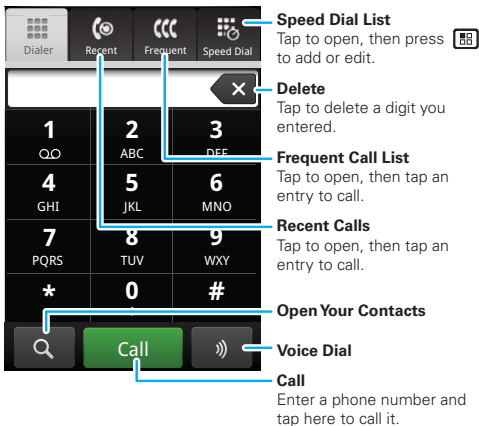 Dialer Recent Frequent Speed Dial
1 2 ABC 3 DEF
4 GHI 5 JKL 6 MNO
7 PQRS 8 TUV 9 WXY
* 0 #
Call
Speed Dial List
Tap to open, then press
to add or edit.
Delete
Tap to delete a digit you
entered.
Frequent Call List
Tap to open, then tap an
entry to call.
Recent Calls
Tap to open, then tap an
entry to call.
Open Your Contacts
Voice Dial
Call
Enter a phone number and
tap here to call it.